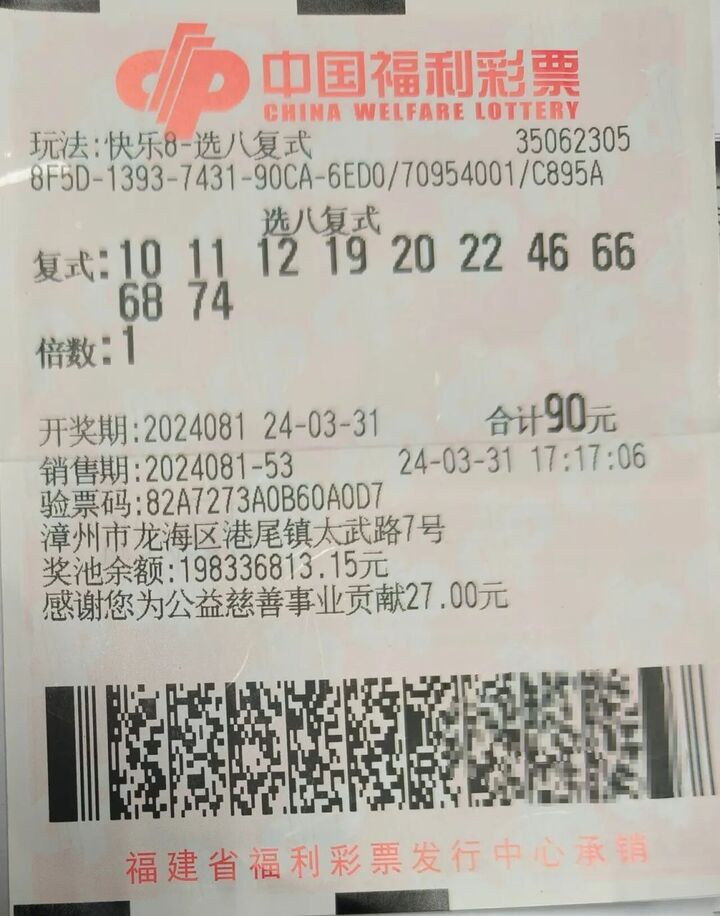 中国福利彩票
CHINA WELFARE LOTTERY
玩法:快乐8-选八复式 35062305
8F5D-1393-7431-90CA-6ED0/70954001/C895A
选八复式
复式:10 11 12 19 20 22 46 66
68 74
倍数:1
开奖期:2024081 24-03-31 合计90元
销售期:2024081-53 24-03-31 17:17:06
验票码:82A7273A0B60A0D7
漳州市龙海区港尾镇太武路7号
奖池余额:198336813.15元
感谢您为公益慈善事业贡献27.00元
福建省福利彩票发行中心承销